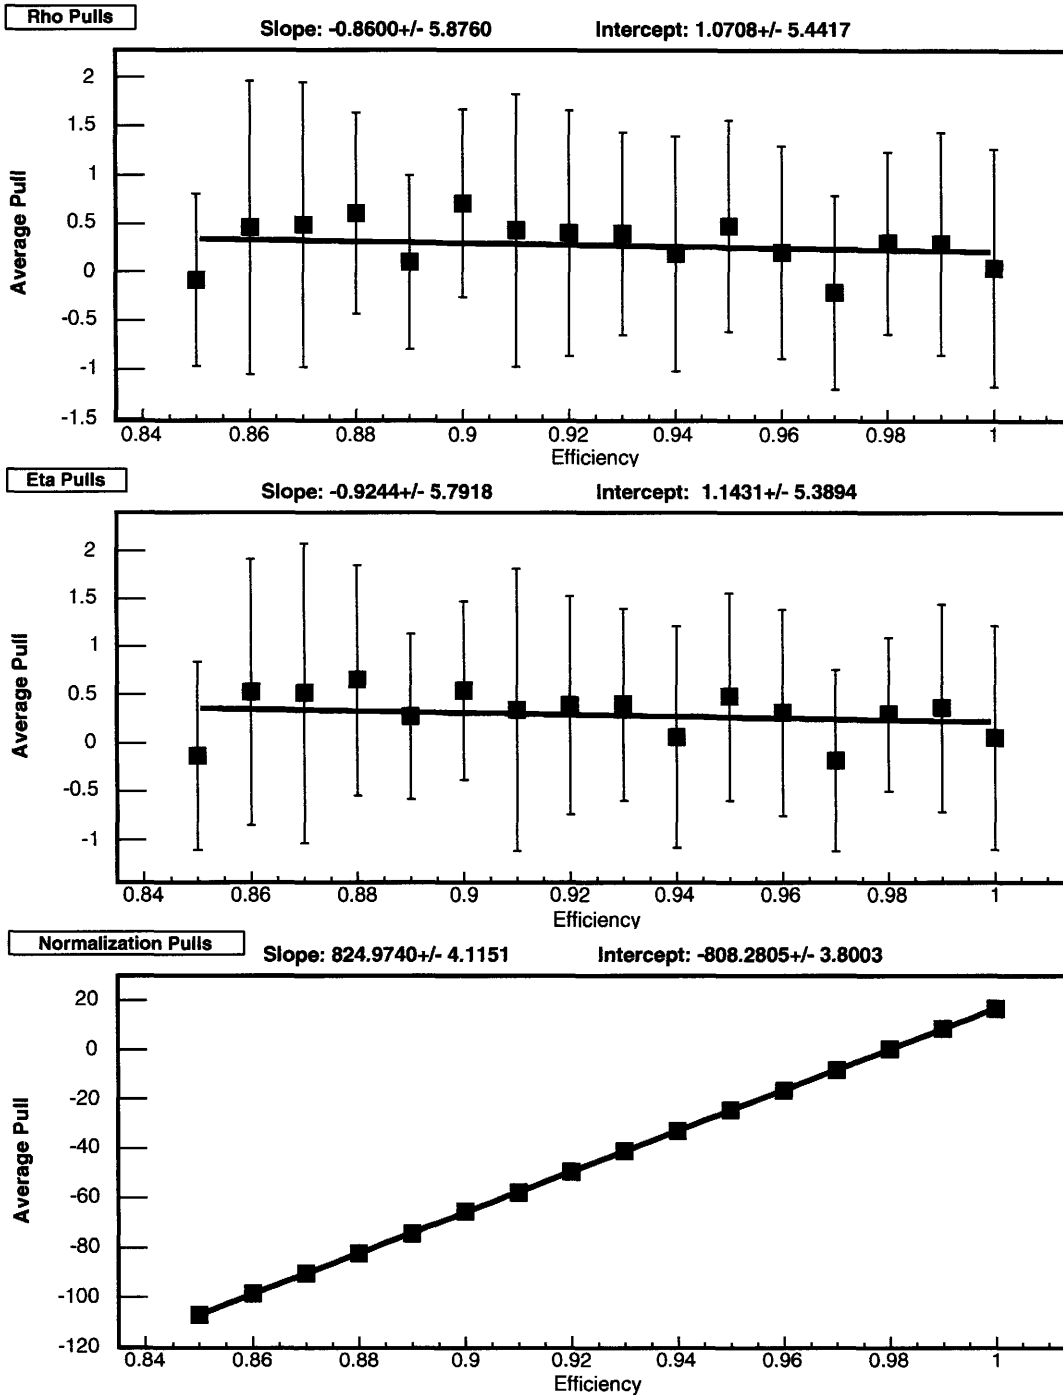 Rho Pulls
Slope: -0.8600+/- 5.8760 Intercept: 1.0708+/- 5.4417
Average Pull
2
1.5
1
0.5
0
-0.5
-1
-1.5
0.84 0.86 0.88 0.9 0.92 0.94 0.96 0.98 1
Efficiency
Eta Pulls
Slope: -0.9244+/- 5.7918 Intercept: 1.1431+/- 5.3894
Average Pull
2
1.5
1
0.5
0
-0.5
-1
0.84 0.86 0.88 0.9 0.92 0.94 0.96 0.98 1
Efficiency
Normalization Pulls
Slope: 824.9740+/- 4.1151 Intercept: -808.2805+/- 3.8003
Average Pull
20
0
-20
-40
-60
-80
-100
-120
0.84 0.86 0.88 0.9 0.92 0.94 0.96 0.98 1
Efficiency